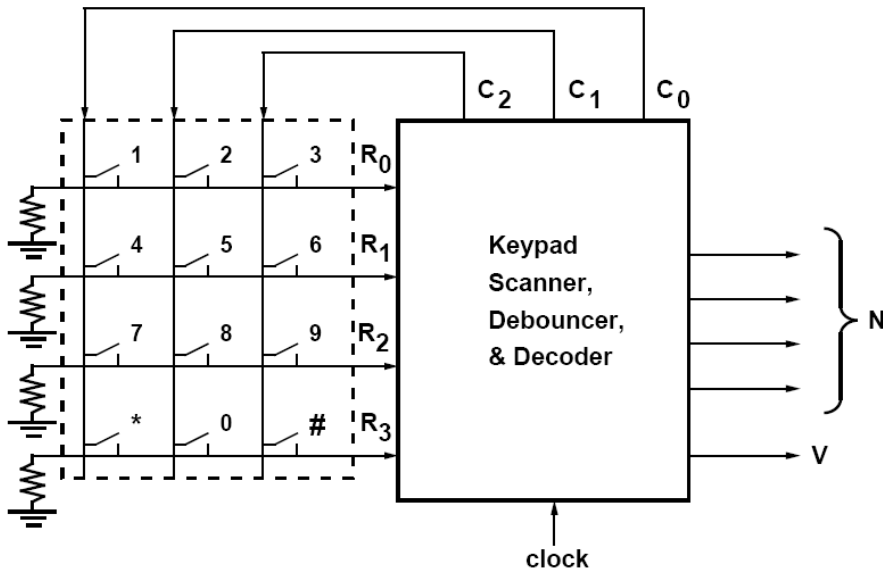 C2 C1 C0
1 2 3 R0
4 5 6 R1
7 8 9 R2
* 0 # R3
Keypad
Scanner,
Debouncer,
& Decoder
N
V
clock